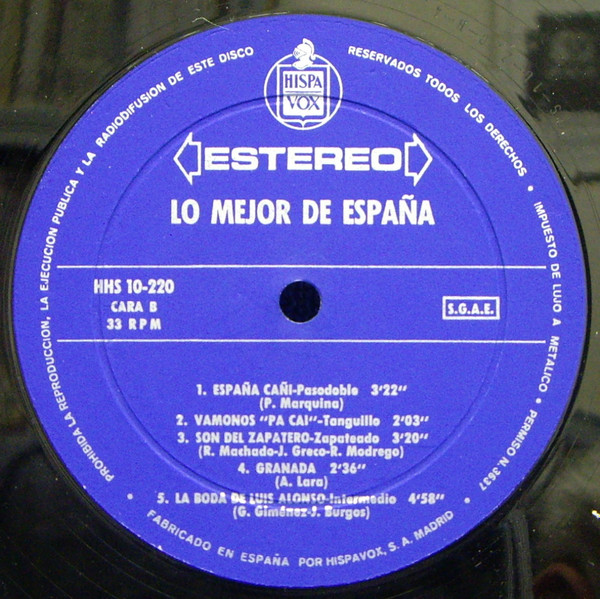 PROHIBIDA LA REPRODUCCION, LA EJECUCION PUBLICA Y LA RADIODIFUSION DE ESTE DISCO
RESERVADOS TODOS LOS DERECHOS • IMPUESTO DE LUJO A METALICO • PERMISO N. 3637
HISPA
VOX
ESTEREO
LO MEJOR DE ESPAÑA
HHS 10-220
CARA B
33 RPM
S.G.A.E.
1. ESPAÑA CAÑI-Pasodoble 3'22"
(P. Marquina)
2. VAMONOS "PA CAI"-Tanguillo 2'03"
3. SON DEL ZAPATERO-Zapateado 3'20"
(R. Machado-J. Greco-R. Modrego)
4. GRANADA 2'36"
(A. Lara)
5. LA BODA DE LUIS ALONSO-Intermedio 4'58"
(G. Giménez-J. Burgos)
• FABRICADO EN ESPAÑA POR HISPAVOX, S. A. MADRID •